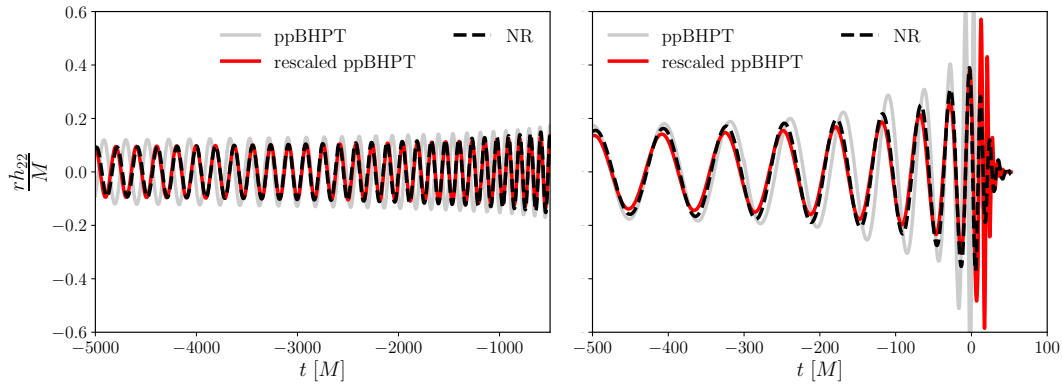 ppBHPT
rescaled ppBHPT
NR
ppBHPT
rescaled ppBHPT
NR
0.6
0.4
0.2
0.0
−0.2
−0.4
−0.6
rh₂₂/M
−5000 −4000 −3000 −2000 −1000
−500 −400 −300 −200 −100 0 100
t [M]
t [M]